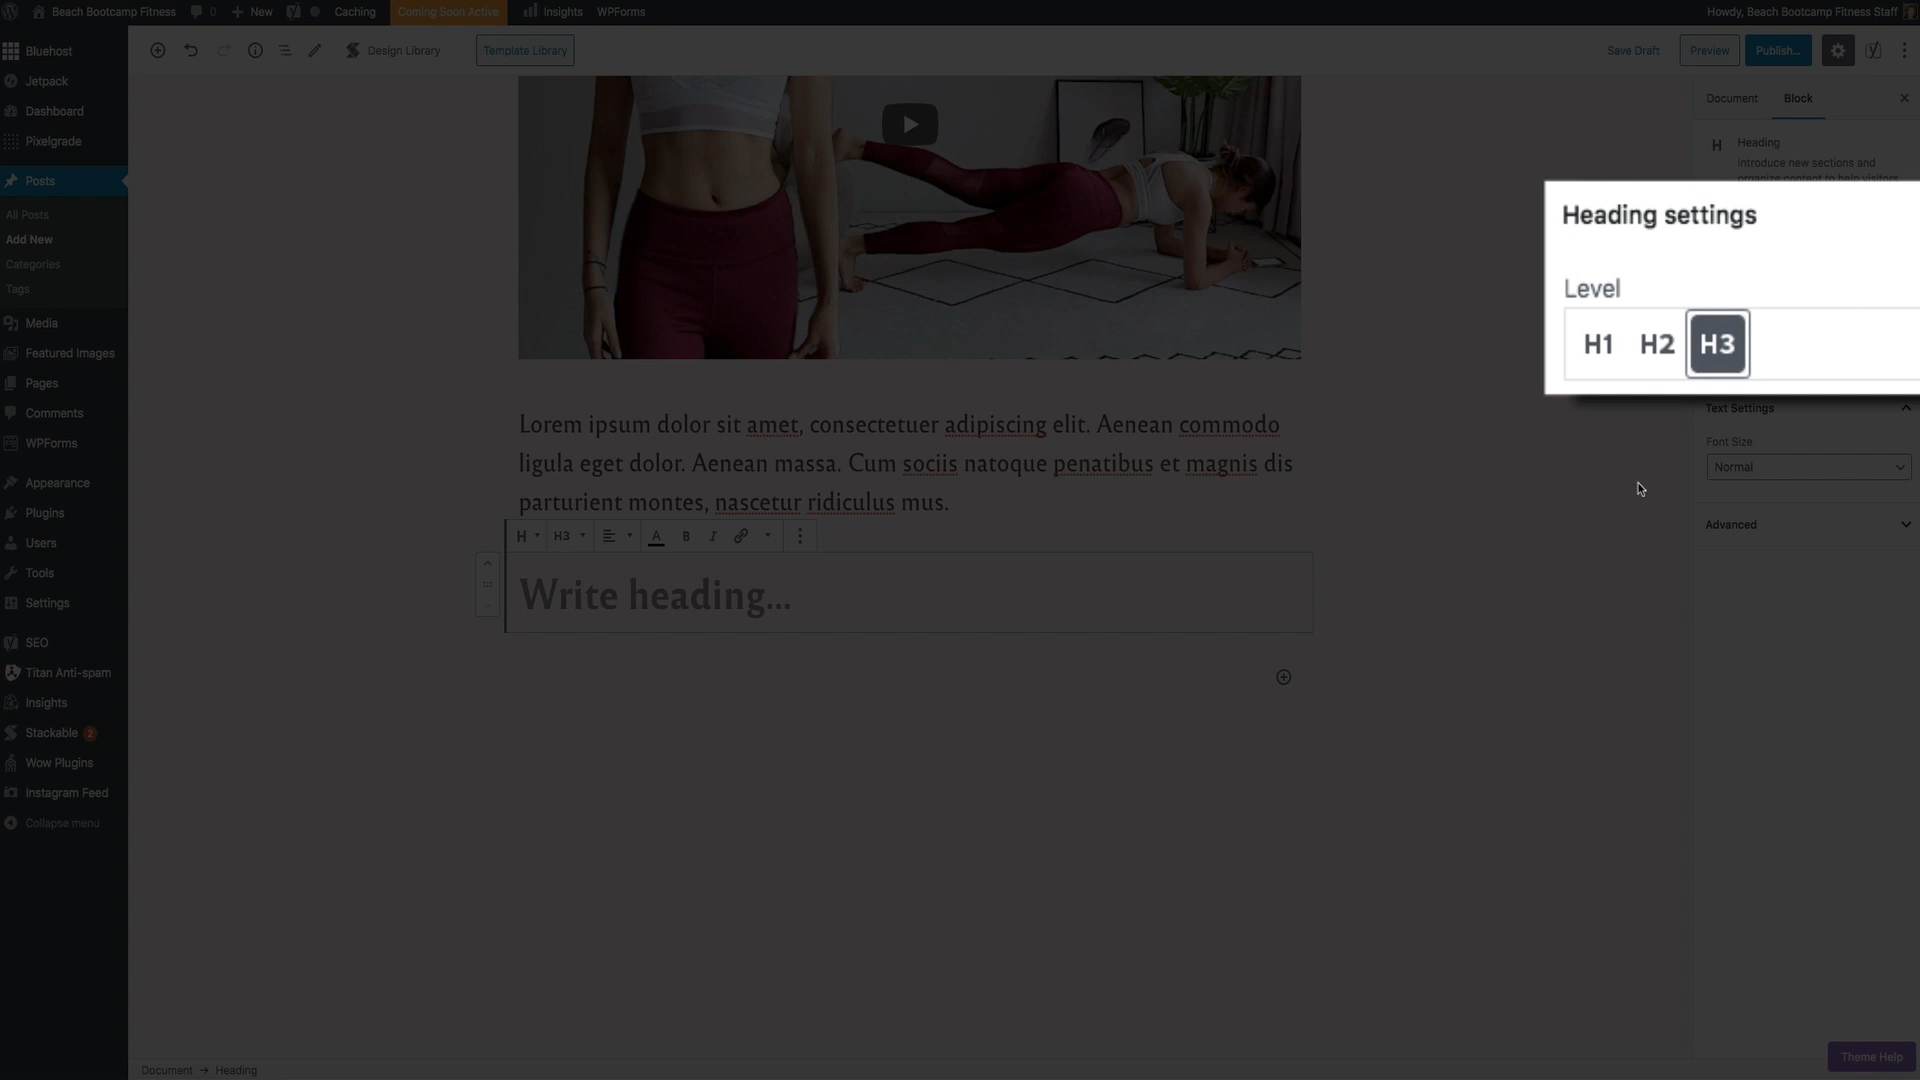 Beach Bootcamp Fitness 0 New Caching Coming Soon Active Insights WPForms Howdy, Beach Bootcamp Fitness Staff
Design Library Template Library Save Draft Preview Publish...
Bluehost
Jetpack
Dashboard
Pixelgrade
Posts
All Posts
Add New
Categories
Tags
Media
Featured Images
Pages
Comments
WPForms
Appearance
Plugins
Users
Tools
Settings
SEO
Titan Anti-spam
Insights
Stackable 2
Wow Plugins
Instagram Feed
Collapse menu
Lorem ipsum dolor sit amet, consectetuer adipiscing elit. Aenean commodo
ligula eget dolor. Aenean massa. Cum sociis natoque penatibus et magnis dis
parturient montes, nascetur ridiculus mus.
H H3 A B I
Write heading...
Document Block
H Heading
Introduce new sections and
organize content to help visitors
Heading settings
Level
H1 H2 H3
Text Settings
Font Size
Normal
Advanced
Document → Heading
Theme Help